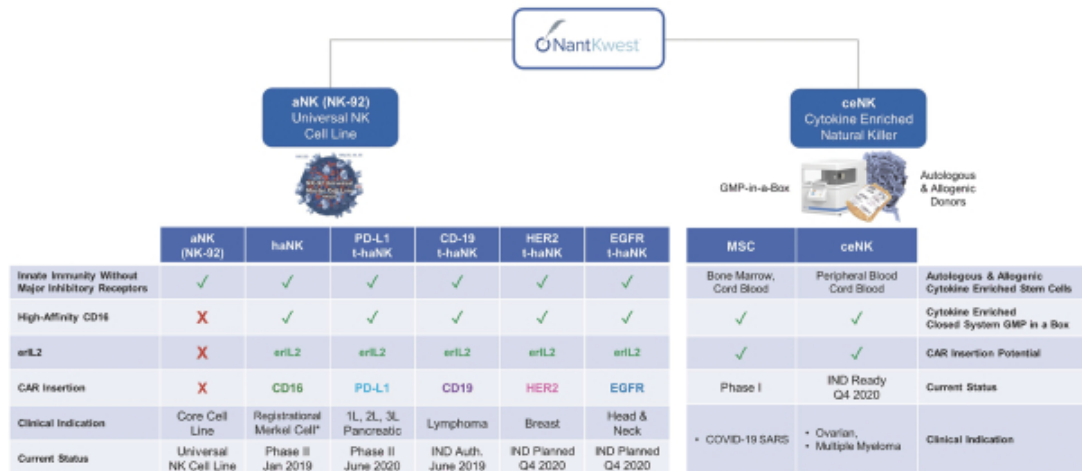 NantKwest
aNK (NK-92)
Universal NK
Cell Line
ceNK
Cytokine Enriched
Natural Killer
GMP-in-a-Box
Autologous
& Allogenic
Donors
aNK
(NK-92)
haNK
PD-L1
t-haNK
CD-19
t-haNK
HER2
t-haNK
EGFR
t-haNK
Innate Immunity Without
Major Inhibitory Receptors
✓ ✓ ✓ ✓ ✓ ✓
High-Affinity CD16
X ✓ ✓ ✓ ✓ ✓
erIL2
X erIL2 erIL2 erIL2 erIL2 erIL2
CAR Insertion
X CD16 PD-L1 CD19 HER2 EGFR
Clinical Indication
Core Cell
Line
Registrational
Merkel Cell*
1L, 2L, 3L
Pancreatic
Lymphoma
Breast
Head &
Neck
Current Status
Universal
NK Cell Line
Phase II
Jan 2019
Phase II
June 2020
IND Auth.
June 2019
IND Planned
Q4 2020
IND Planned
Q4 2020
MSC
ceNK
Bone Marrow,
Cord Blood
Peripheral Blood
Cord Blood
Autologous & Allogenic
Cytokine Enriched Stem Cells
✓ ✓
Cytokine Enriched
Closed System GMP in a Box
✓ ✓
CAR Insertion Potential
Phase I
IND Ready
Q4 2020
Current Status
• COVID-19 SARS
• Ovarian,
• Multiple Myeloma
Clinical Indication